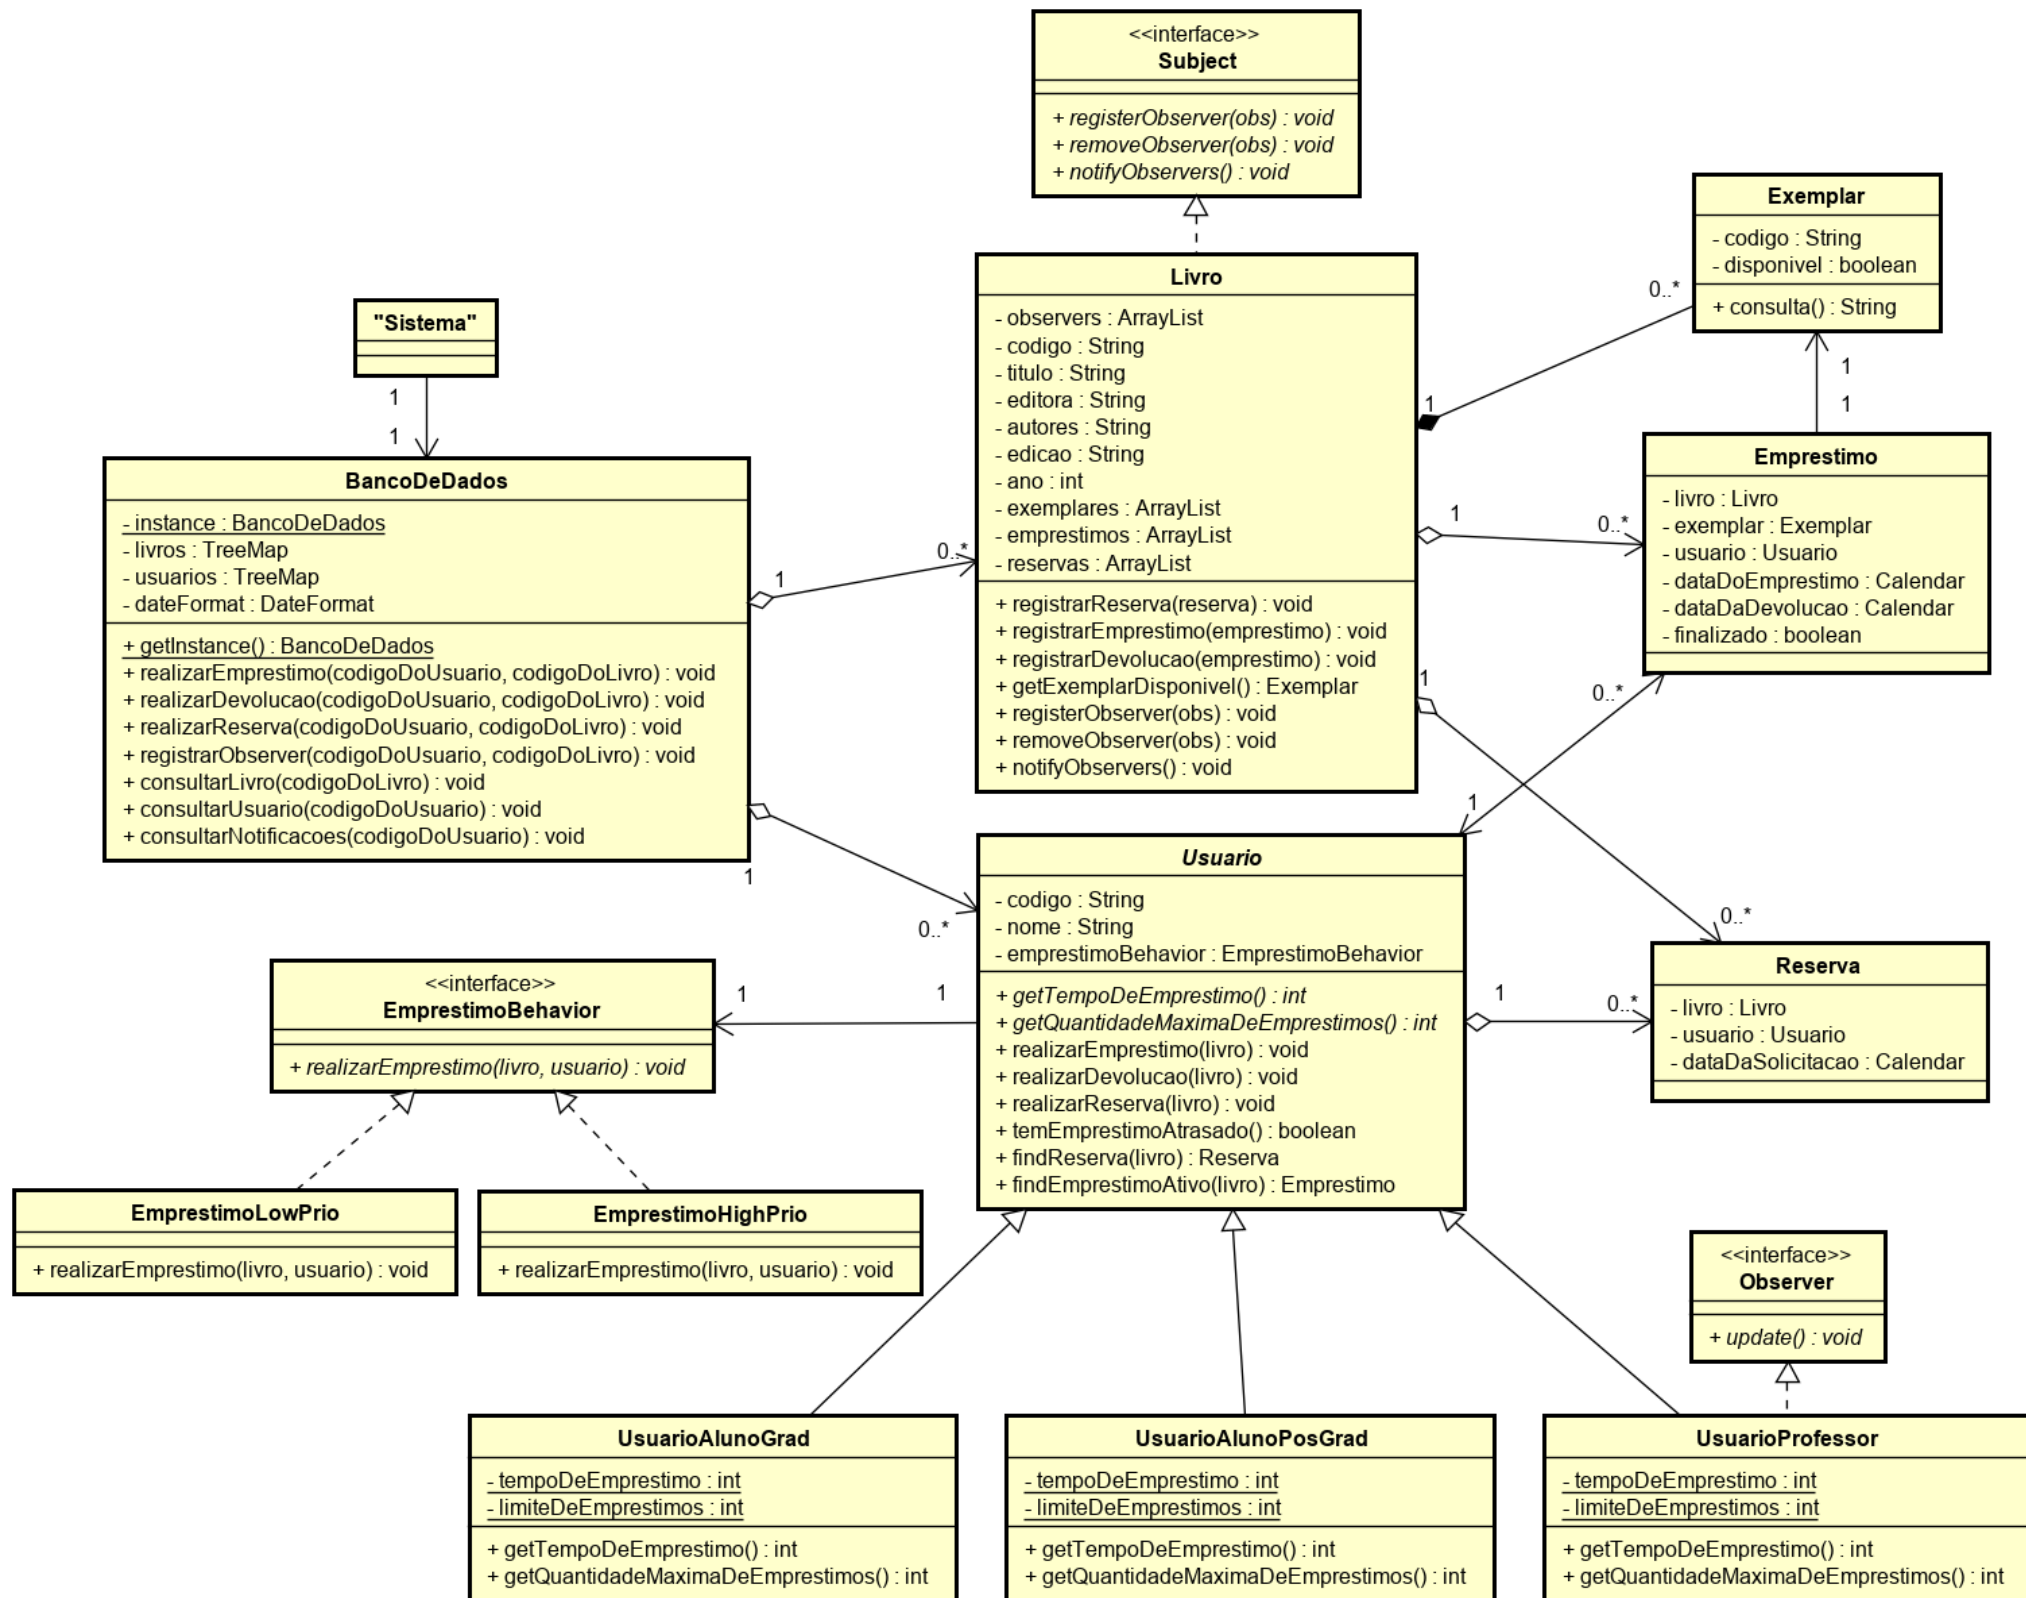 <<interface>>
Subject
+ registerObserver(obs) : void
+ removeObserver(obs) : void
+ notifyObservers() : void
Exemplar
- codigo : String
- disponivel : boolean
+ consulta() : String
"Sistema"
1
1
Livro
- observers : ArrayList
- codigo : String
- titulo : String
- editora : String
- autores : String
- edicao : String
- ano : int
- exemplares : ArrayList
- emprestimos : ArrayList
- reservas : ArrayList
+ registrarReserva(reserva) : void
+ registrarEmprestimo(emprestimo) : void
+ registrarDevolucao(emprestimo) : void
+ getExemplarDisponivel() : Exemplar
+ registerObserver(obs) : void
+ removeObserver(obs) : void
+ notifyObservers() : void
0..*
1
1
1
1
0..*
1
0..*
BancoDeDados
- instance : BancoDeDados
- livros : TreeMap
- usuarios : TreeMap
- dateFormat : DateFormat
+ getInstance() : BancoDeDados
+ realizarEmprestimo(codigoDoUsuario, codigoDoLivro) : void
+ realizarDevolucao(codigoDoUsuario, codigoDoLivro) : void
+ realizarReserva(codigoDoUsuario, codigoDoLivro) : void
+ registrarObserver(codigoDoUsuario, codigoDoLivro) : void
+ consultarLivro(codigoDoLivro) : void
+ consultarUsuario(codigoDoUsuario) : void
+ consultarNotificacoes(codigoDoUsuario) : void
1
0..*
1
0..*
Emprestimo
- livro : Livro
- exemplar : Exemplar
- usuario : Usuario
- dataDoEmprestimo : Calendar
- dataDaDevolucao : Calendar
- finalizado : boolean
0..*
1
Usuario
- codigo : String
- nome : String
- emprestimoBehavior : EmprestimoBehavior
+ getTempoDeEmprestimo() : int
+ getQuantidadeMaximaDeEmprestimos() : int
+ realizarEmprestimo(livro) : void
+ realizarDevolucao(livro) : void
+ realizarReserva(livro) : void
+ temEmprestimoAtrasado() : boolean
+ findReserva(livro) : Reserva
+ findEmprestimoAtivo(livro) : Emprestimo
1
0..*
Reserva
- livro : Livro
- usuario : Usuario
- dataDaSolicitacao : Calendar
<<interface>>
EmprestimoBehavior
+ realizarEmprestimo(livro, usuario) : void
1
1
EmprestimoLowPrio
+ realizarEmprestimo(livro, usuario) : void
EmprestimoHighPrio
+ realizarEmprestimo(livro, usuario) : void
<<interface>>
Observer
+ update() : void
UsuarioAlunoGrad
- tempoDeEmprestimo : int
- limiteDeEmprestimos : int
+ getTempoDeEmprestimo() : int
+ getQuantidadeMaximaDeEmprestimos() : int
UsuarioAlunoPosGrad
- tempoDeEmprestimo : int
- limiteDeEmprestimos : int
+ getTempoDeEmprestimo() : int
+ getQuantidadeMaximaDeEmprestimos() : int
UsuarioProfessor
- tempoDeEmprestimo : int
- limiteDeEmprestimos : int
+ getTempoDeEmprestimo() : int
+ getQuantidadeMaximaDeEmprestimos() : int